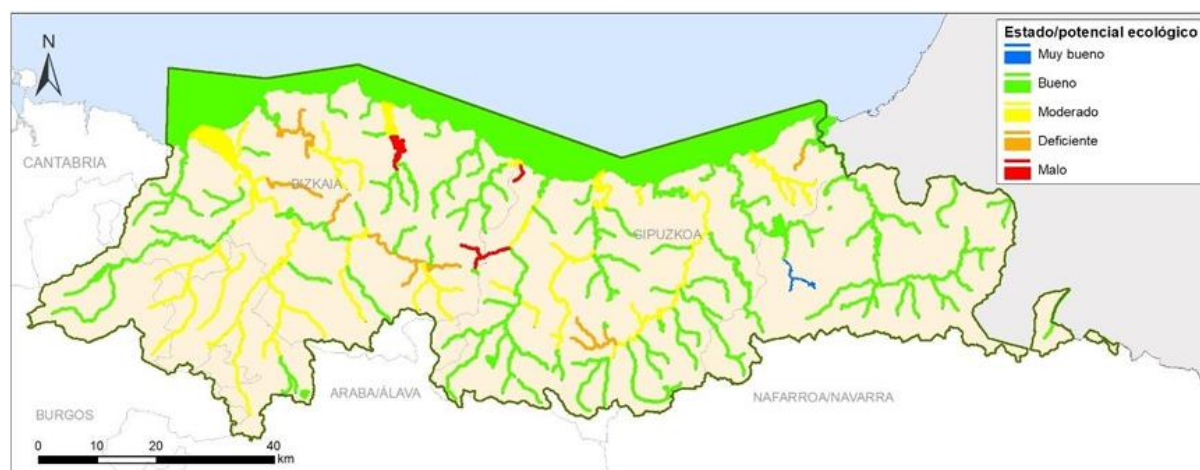 N
Estado/potencial ecológico
Muy bueno
Bueno
Moderado
Deficiente
Malo
CANTABRIA
BIZKAIA
GIPUZKOA
ARABA/ÁLAVA
NAFARROA/NAVARRA
BURGOS
0 10 20 40
km